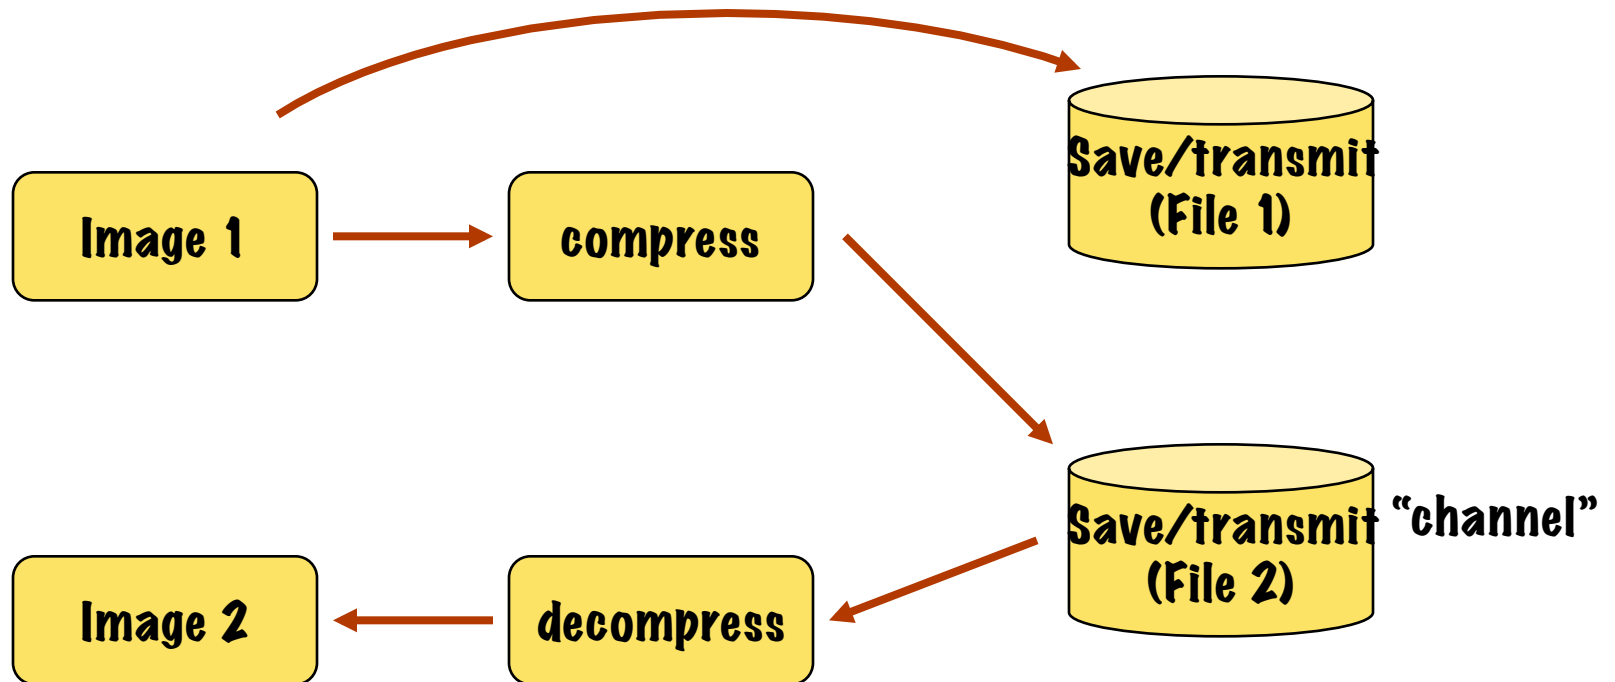 Save/transmit
(File 1)
Image 1
compress
Save/transmit
(File 2)
“channel”
Image 2
decompress